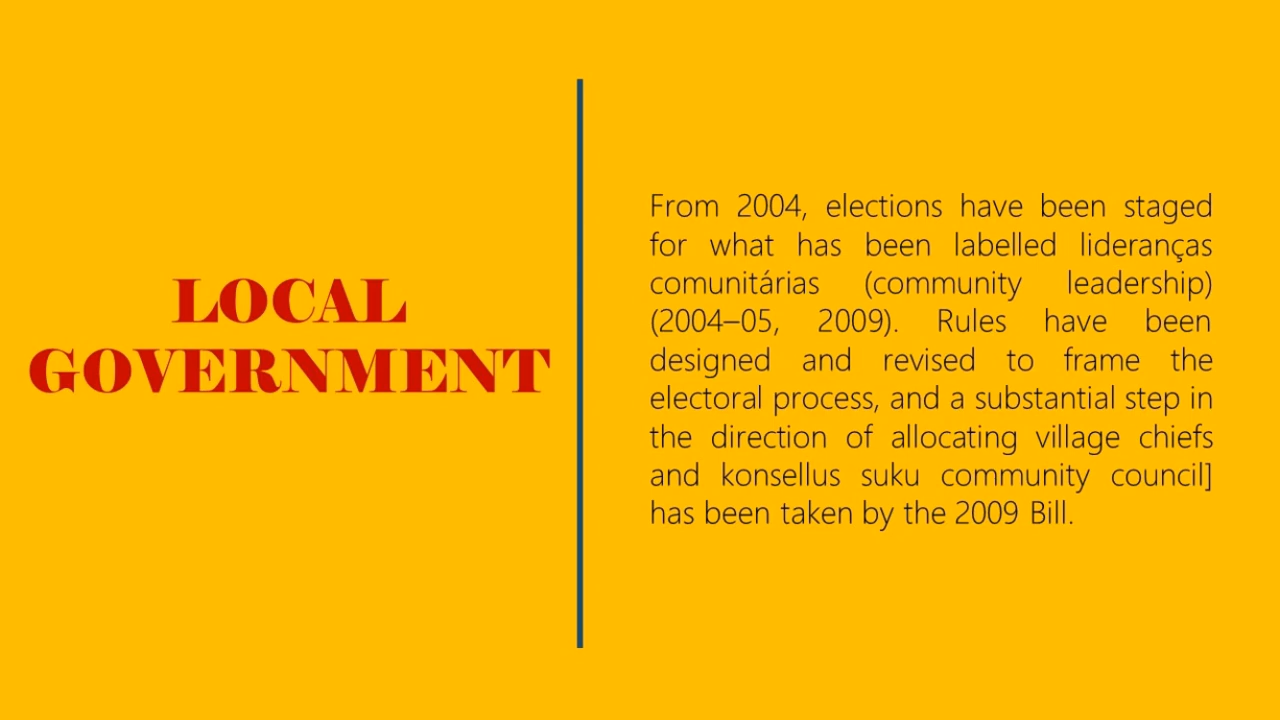 LOCAL
GOVERNMENT
From 2004, elections have been staged
for what has been labelled lideranças
comunitárias (community leadership)
(2004–05, 2009). Rules have been
designed and revised to frame the
electoral process, and a substantial step in
the direction of allocating village chiefs
and konsellus suku community council]
has been taken by the 2009 Bill.